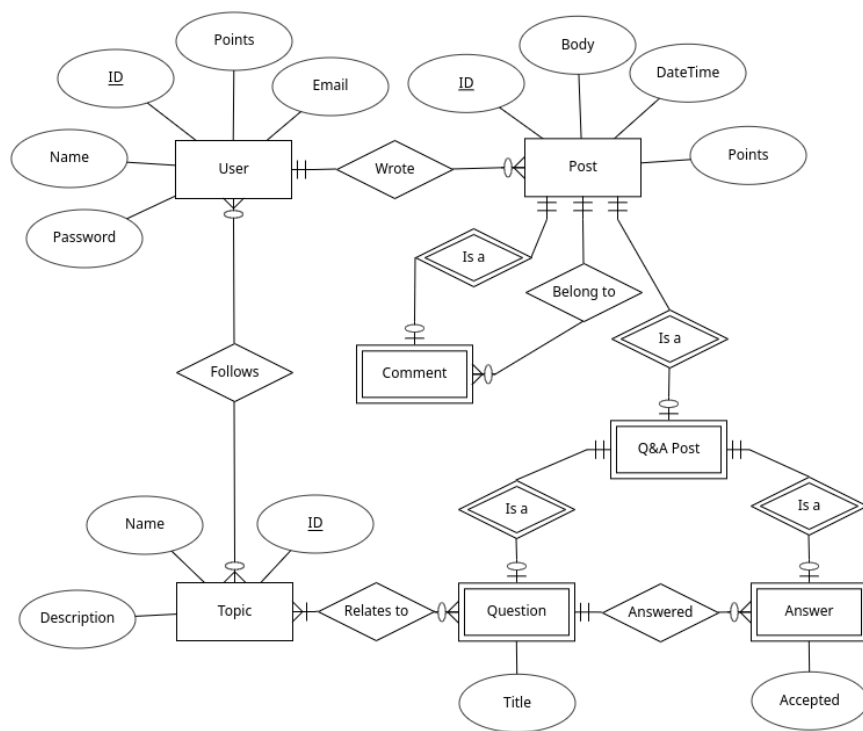 Points
Body
ID
Email
ID
DateTime
Name
User
Wrote
Post
Points
Password
Is a
Belong to
Is a
Follows
Comment
Q&A Post
Name
ID
Is a
Is a
Description
Topic
Relates to
Question
Answered
Answer
Title
Accepted